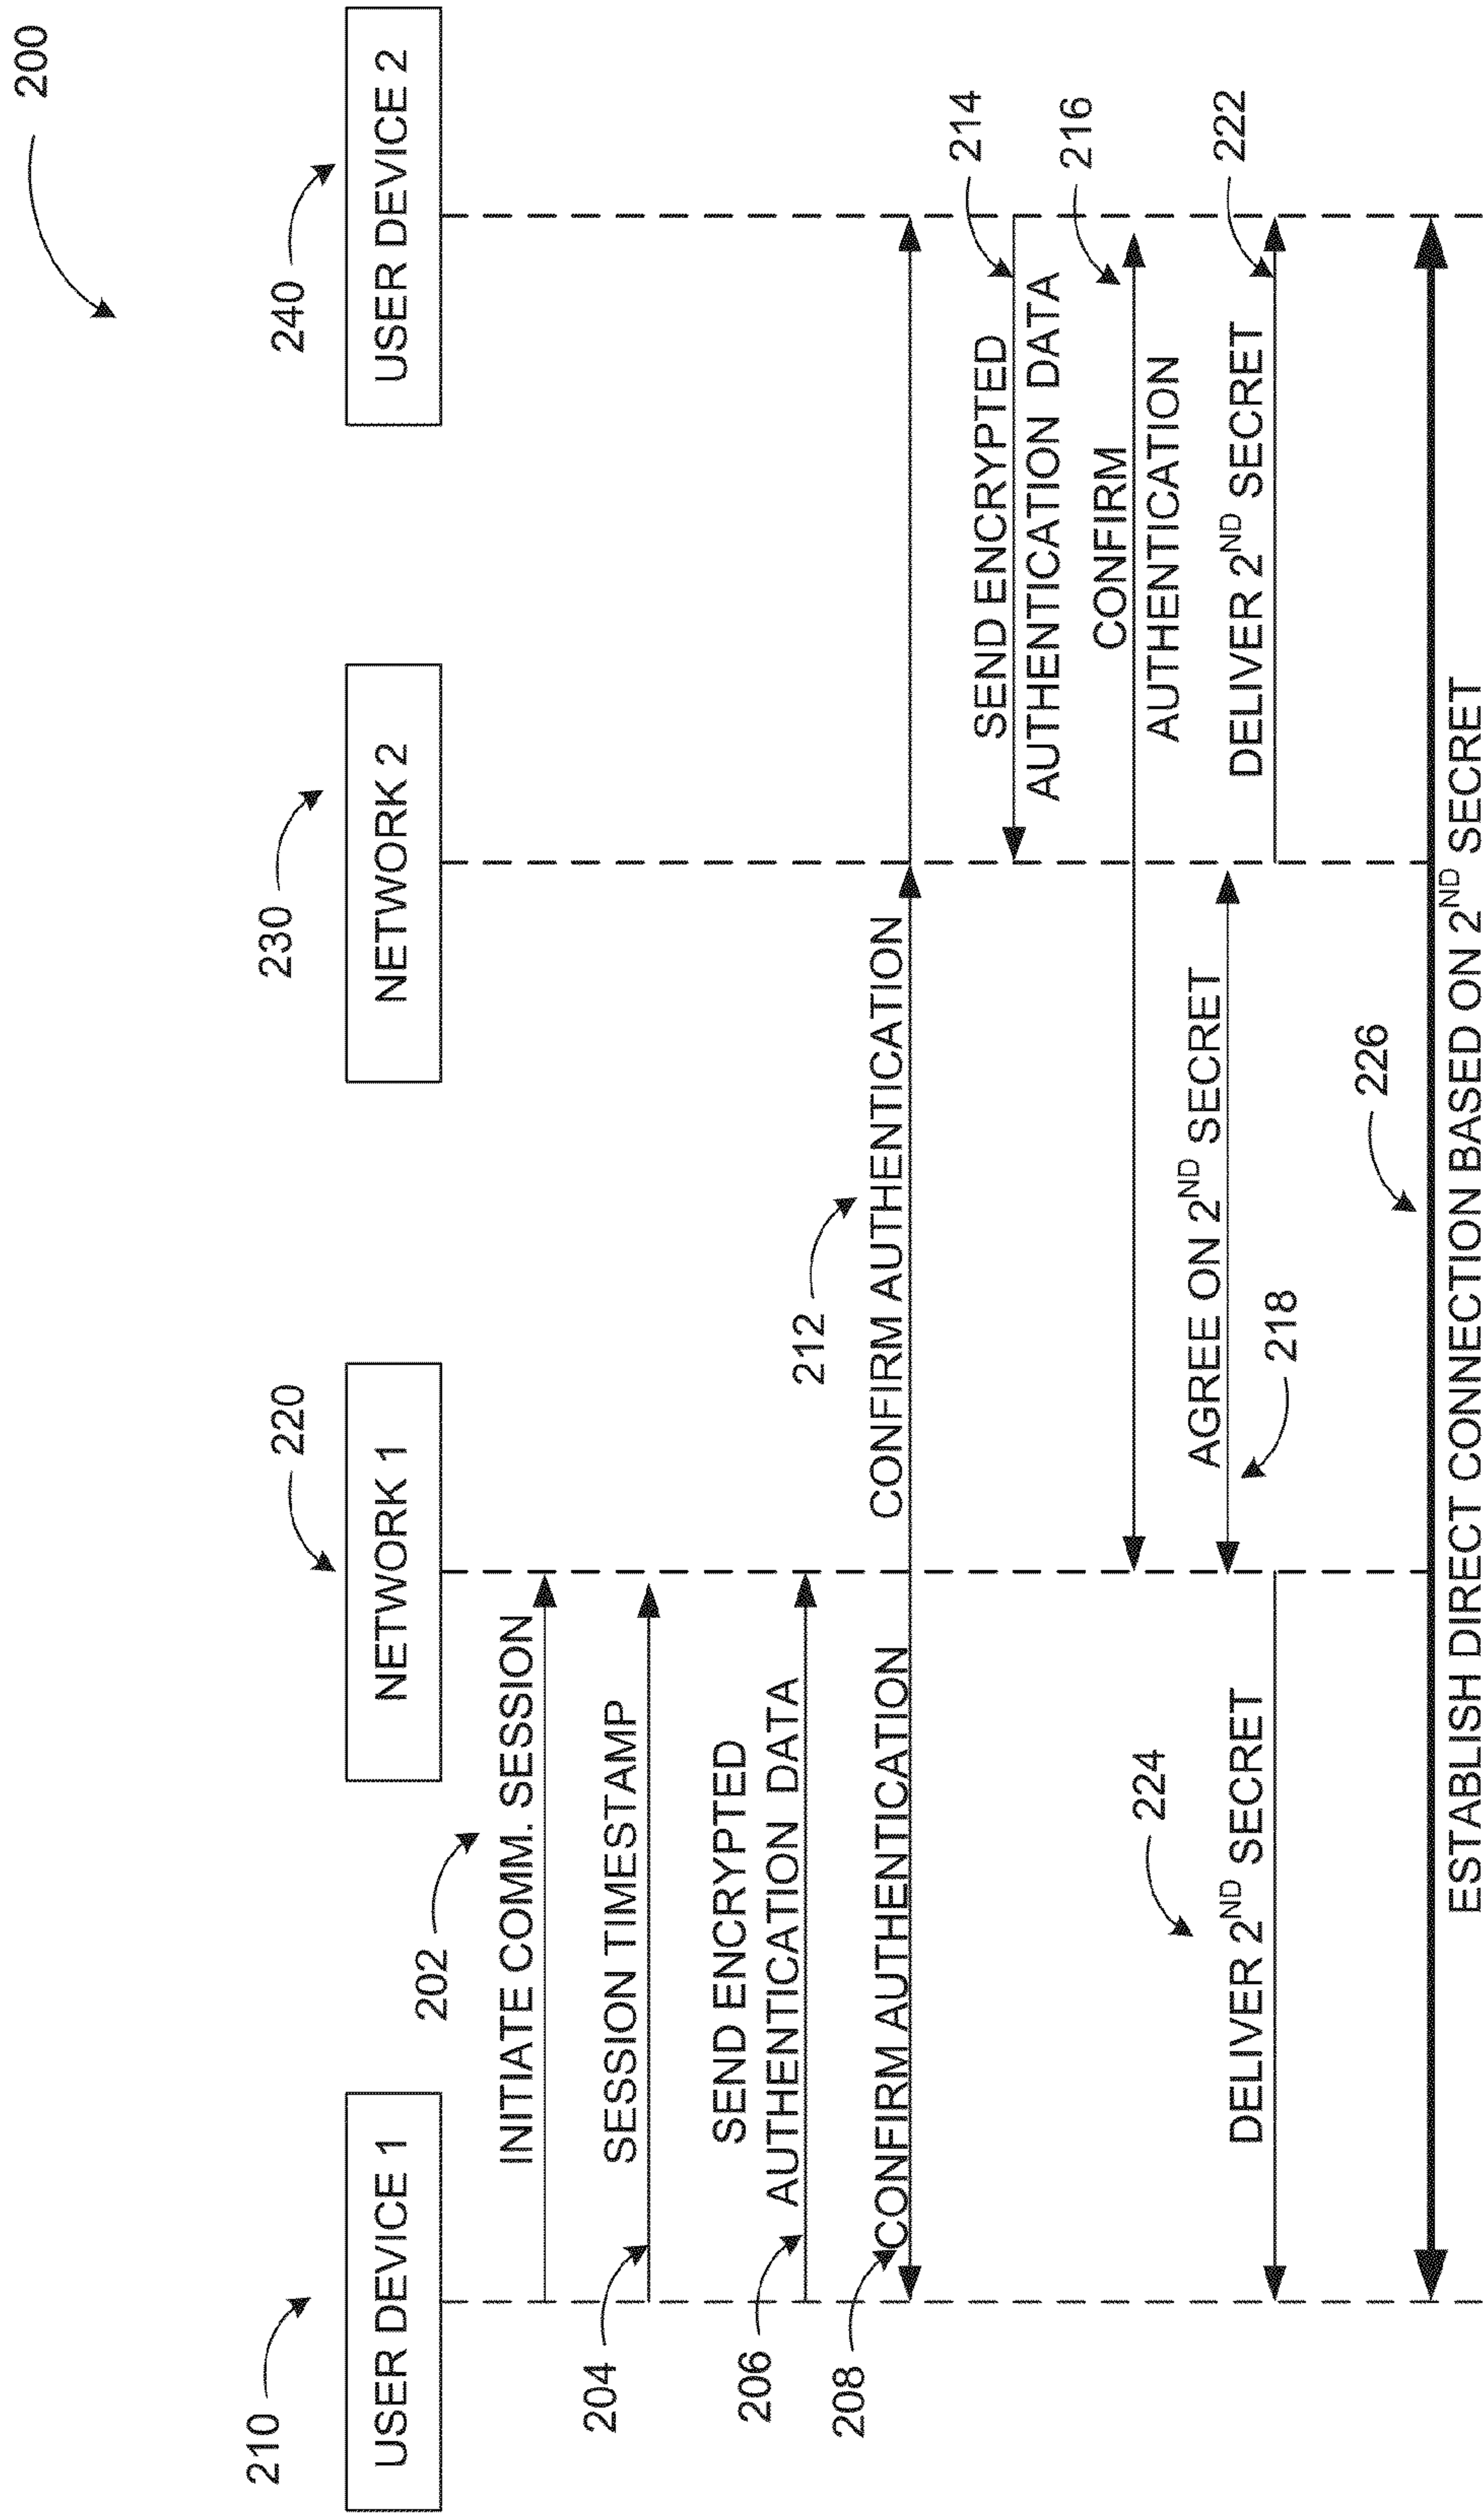 200
210
220
230
240
USER DEVICE 1
NETWORK 1
NETWORK 2
USER DEVICE 2
202
INITIATE COMM. SESSION
SESSION TIMESTAMP
204
SEND ENCRYPTED
AUTHENTICATION DATA
206
208
CONFIRM AUTHENTICATION
212
CONFIRM AUTHENTICATION
214
SEND ENCRYPTED
AUTHENTICATION DATA
216
CONFIRM
AUTHENTICATION
AGREE ON 2ND SECRET
218
222
DELIVER 2ND SECRET
224
DELIVER 2ND SECRET
226
ESTABLISH DIRECT CONNECTION BASED ON 2ND SECRET